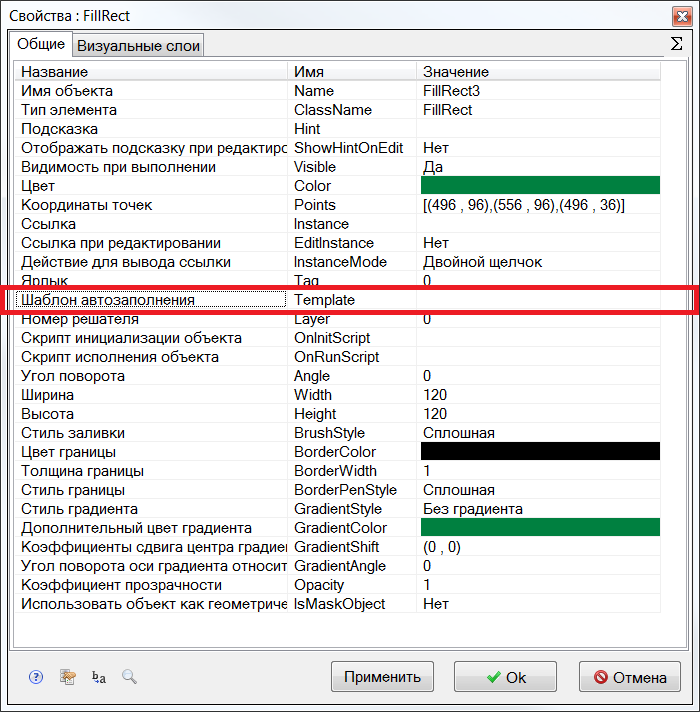 Свойства : FillRect
Общие Визуальные слои Σ
Название Имя Значение
Имя объекта Name FillRect3
Тип элемента ClassName FillRect
Подсказка Hint
Отображать подсказку при редактиро ShowHintOnEdit Нет
Видимость при выполнении Visible Да
Цвет Color
Координаты точек Points [(496 , 96),(556 , 96),(496 , 36)]
Ссылка Instance
Ссылка при редактировании EditInstance Нет
Действие для вывода ссылки InstanceMode Двойной щелчок
Ярлык Tag 0
Шаблон автозаполнения Template
Номер решателя Layer 0
Скрипт инициализации объекта OnInitScript
Скрипт исполнения объекта OnRunScript
Угол поворота Angle 0
Ширина Width 120
Высота Height 120
Стиль заливки BrushStyle Сплошная
Цвет границы BorderColor
Толщина границы BorderWidth 1
Стиль границы BorderPenStyle Сплошная
Стиль градиента GradientStyle Без градиента
Дополнительный цвет градиента GradientColor
Коэффициенты сдвига центра градиен GradientShift (0 , 0)
Угол поворота оси градиента относит GradientAngle 0
Коэффициент прозрачности Opacity 1
Использовать объект как геометриче IsMaskObject Нет
Применить Ok Отмена